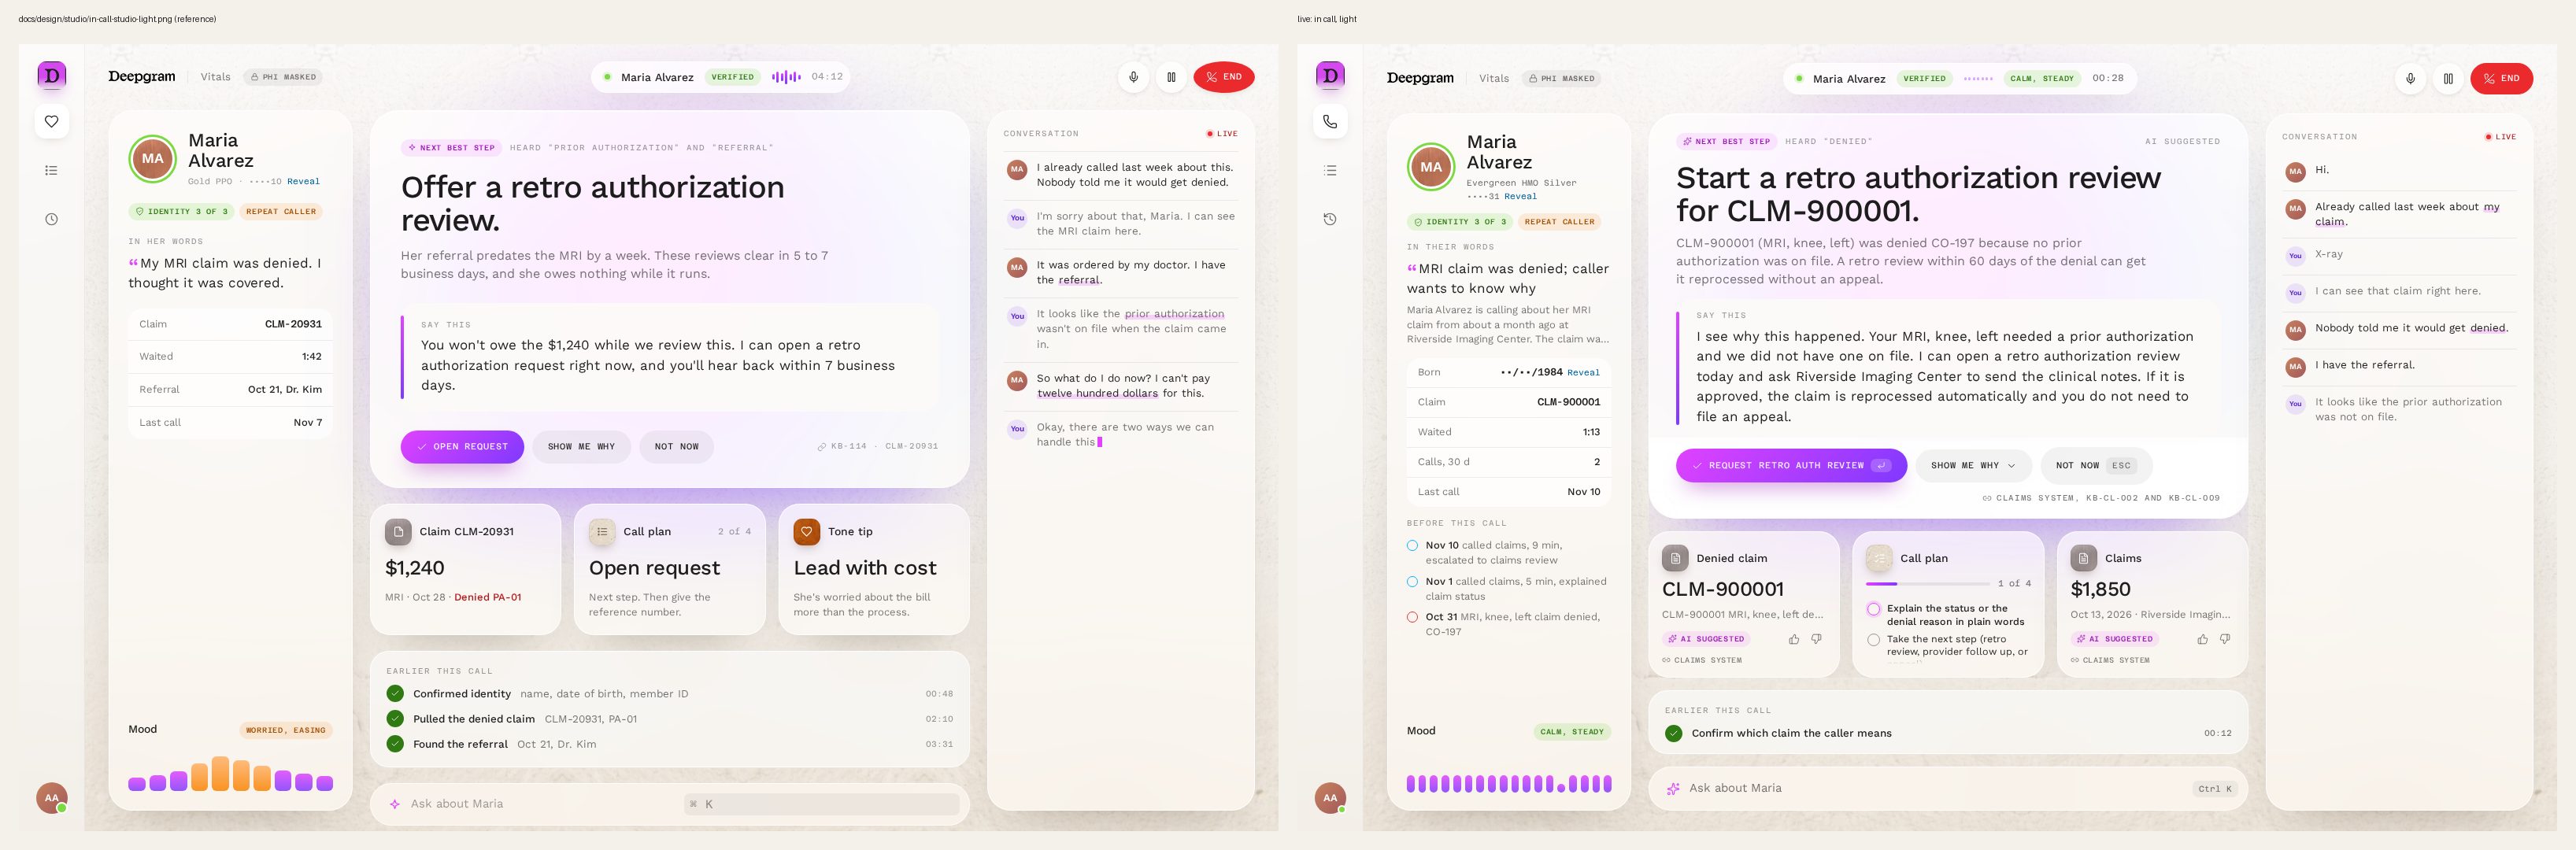 docs/design/studio/in-call-studio-light.png (reference)
D
Deepgram
Vitals
PHI MASKED
Maria Alvarez
VERIFIED
04:12
END
MA
Maria
Alvarez
Gold PPO · ••••10 Reveal
IDENTITY 3 OF 3
REPEAT CALLER
IN HER WORDS
“My MRI claim was denied. I
thought it was covered.
Claim CLM-20931
Waited 1:42
Referral Oct 21, Dr. Kim
Last call Nov 7
Mood
WORRIED, EASING
AA
NEXT BEST STEP
HEARD "PRIOR AUTHORIZATION" AND "REFERRAL"
Offer a retro authorization
review.
Her referral predates the MRI by a week. These reviews clear in 5 to 7
business days, and she owes nothing while it runs.
SAY THIS
You won't owe the $1,240 while we review this. I can open a retro
authorization request right now, and you'll hear back within 7 business
days.
OPEN REQUEST
SHOW ME WHY
NOT NOW
KB-114 · CLM-20931
Claim CLM-20931
$1,240
MRI · Oct 28 · Denied PA-01
Call plan
2 of 4
Open request
Next step. Then give the
reference number.
Tone tip
Lead with cost
She's worried about the bill
more than the process.
EARLIER THIS CALL
Confirmed identity name, date of birth, member ID 00:48
Pulled the denied claim CLM-20931, PA-01 02:10
Found the referral Oct 21, Dr. Kim 03:31
Ask about Maria
⌘ K
CONVERSATION
LIVE
MA
I already called last week about this.
Nobody told me it would get denied.
You
I'm sorry about that, Maria. I can see
the MRI claim here.
MA
It was ordered by my doctor. I have
the referral.
You
It looks like the prior authorization
wasn't on file when the claim came
in.
MA
So what do I do now? I can't pay
twelve hundred dollars for this.
You
Okay, there are two ways we can
handle this
live: in call, light
D
Deepgram
Vitals
PHI MASKED
Maria Alvarez
VERIFIED
CALM, STEADY
00:28
END
MA
Maria
Alvarez
Evergreen HMO Silver
••••31 Reveal
IDENTITY 3 OF 3
REPEAT CALLER
IN THEIR WORDS
“MRI claim was denied; caller
wants to know why
Maria Alvarez is calling about her MRI
claim from about a month ago at
Riverside Imaging Center. The claim wa...
Born ••/••/1984 Reveal
Claim CLM-900001
Waited 1:13
Calls, 30 d 2
Last call Nov 10
BEFORE THIS CALL
Nov 10 called claims, 9 min,
escalated to claims review
Nov 1 called claims, 5 min, explained
claim status
Oct 31 MRI, knee, left claim denied,
CO-197
Mood
CALM, STEADY
AA
NEXT BEST STEP
HEARD "DENIED"
AI SUGGESTED
Start a retro authorization review
for CLM-900001.
CLM-900001 (MRI, knee, left) was denied CO-197 because no prior
authorization was on file. A retro review within 60 days of the denial can get
it reprocessed without an appeal.
SAY THIS
I see why this happened. Your MRI, knee, left needed a prior authorization
and we did not have one on file. I can open a retro authorization review
today and ask Riverside Imaging Center to send the clinical notes. If it is
approved, the claim is reprocessed automatically and you do not need to
file an appeal.
REQUEST RETRO AUTH REVIEW
SHOW ME WHY
NOT NOW ESC
CLAIMS SYSTEM, KB-CL-002 AND KB-CL-009
Denied claim
CLM-900001
CLM-900001 MRI, knee, left de...
AI SUGGESTED
CLAIMS SYSTEM
Call plan
1 of 4
Explain the status or the
denial reason in plain words
Take the next step (retro
review, provider follow up, or
Claims
$1,850
Oct 13, 2026 · Riverside Imagin...
AI SUGGESTED
CLAIMS SYSTEM
EARLIER THIS CALL
Confirm which claim the caller means 00:12
Ask about Maria
Ctrl K
CONVERSATION
LIVE
MA
Hi.
MA
Already called last week about my
claim.
You
X-ray
You
I can see that claim right here.
MA
Nobody told me it would get denied.
MA
I have the referral.
You
It looks like the prior authorization
was not on file.